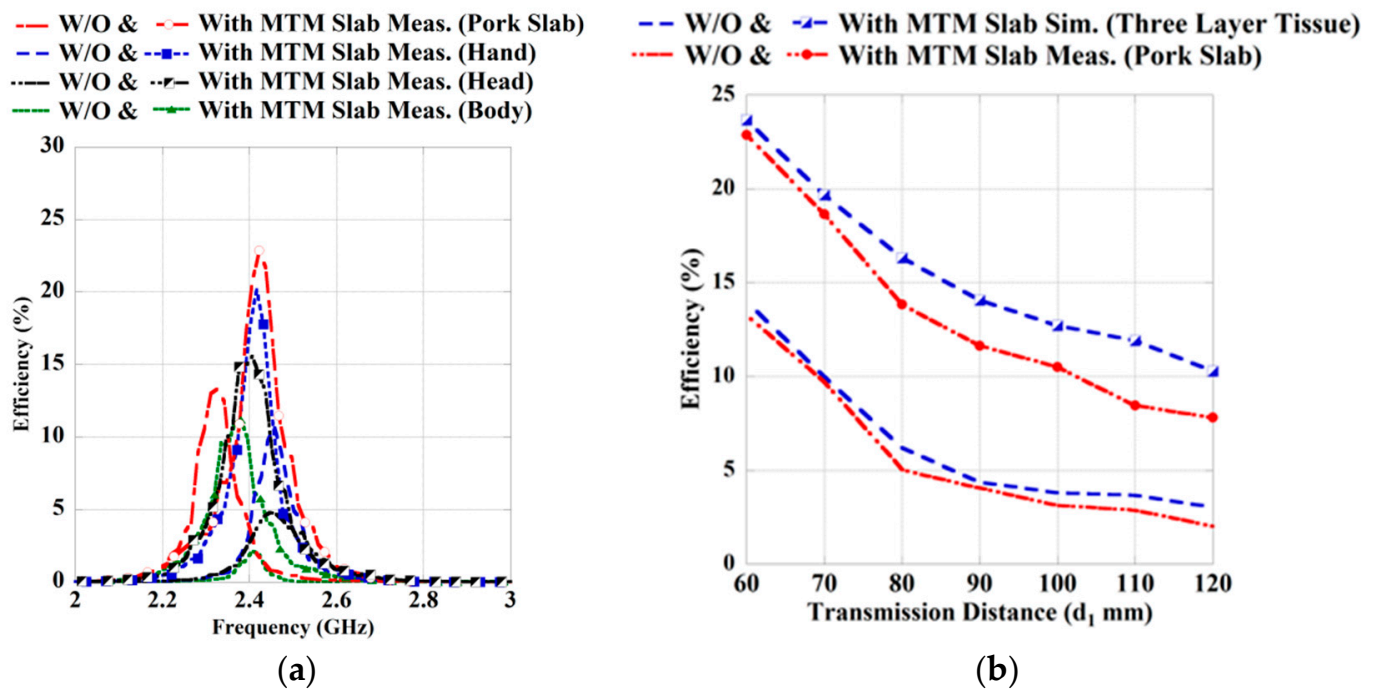 W/O & With MTM Slab Meas. (Pork Slab)
W/O & With MTM Slab Meas. (Hand)
W/O & With MTM Slab Meas. (Head)
W/O & With MTM Slab Meas. (Body)
30
25
20
15
10
5
0
Efficiency (%)
2 2.2 2.4 2.6 2.8 3
Frequency (GHz)
(a)
W/O & With MTM Slab Sim. (Three Layer Tissue)
W/O & With MTM Slab Meas. (Pork Slab)
25
20
15
10
5
0
Efficiency (%)
60 70 80 90 100 110 120
Transmission Distance (d₁ mm)
(b)